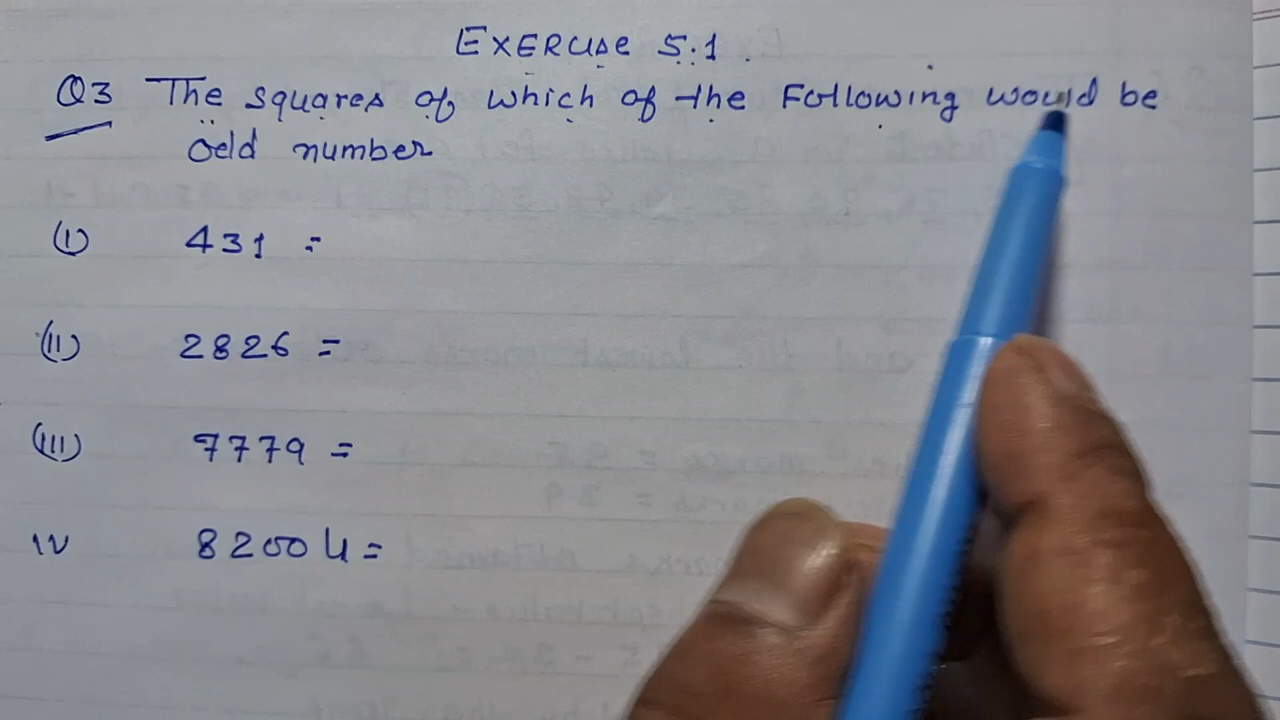 Exercise 5.1
Q3 The squares of which of the Following would be
odd number
(i) 431 =
(ii) 2826 =
(iii) 7779 =
iv 82004 =